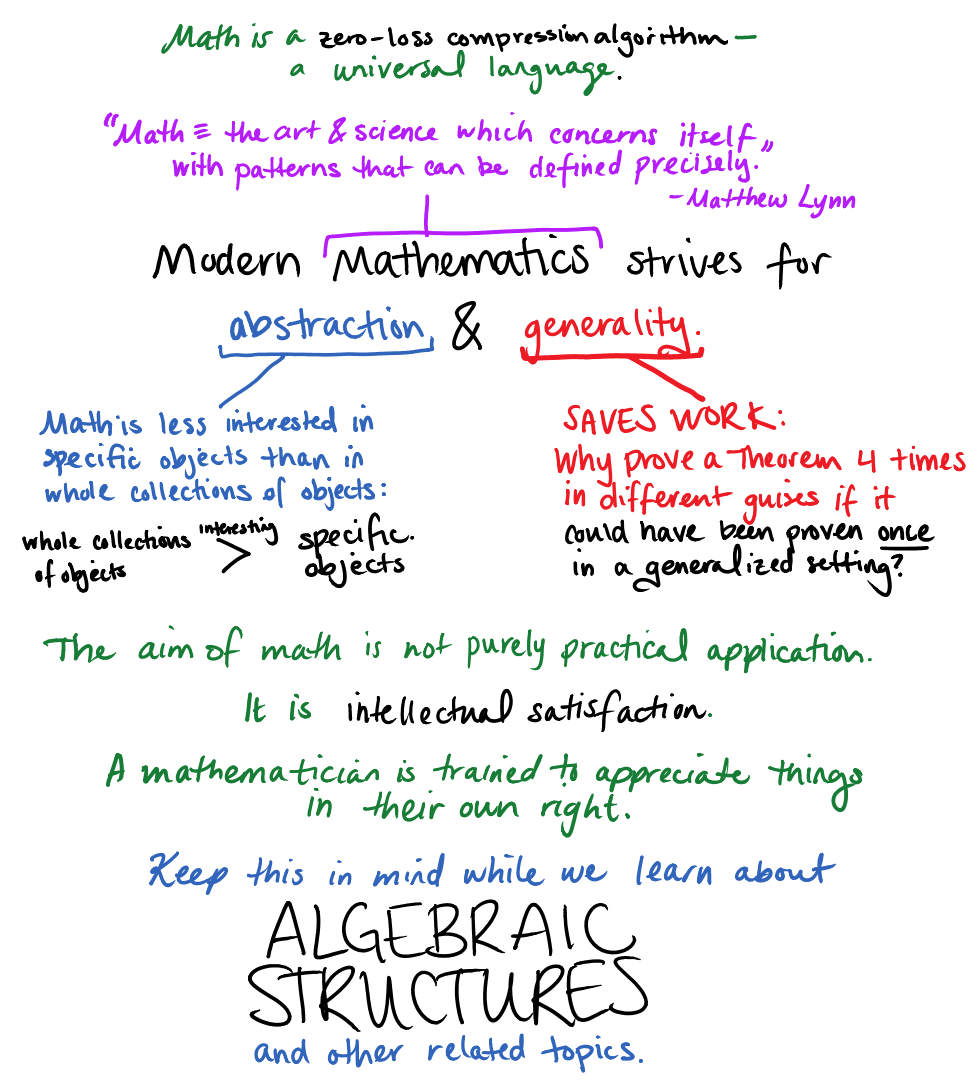 Math is a zero-loss compression algorithm —
a universal language.
"Math ≡ the art & science which concerns itself
with patterns that can be defined precisely."
-Matthew Lynn
Modern Mathematics strives for
abstraction & generality.
Math is less interested in
specific objects than in
whole collections of objects:
whole collections interesting > specific
of objects objects
SAVES WORK:
Why prove a Theorem 4 times
in different guises if it
could have been proven once
in a generalized setting?
The aim of math is not purely practical application.
It is intellectual satisfaction.
A mathematician is trained to appreciate things
in their own right.
Keep this in mind while we learn about
ALGEBRAIC
STRUCTURES
and other related topics.